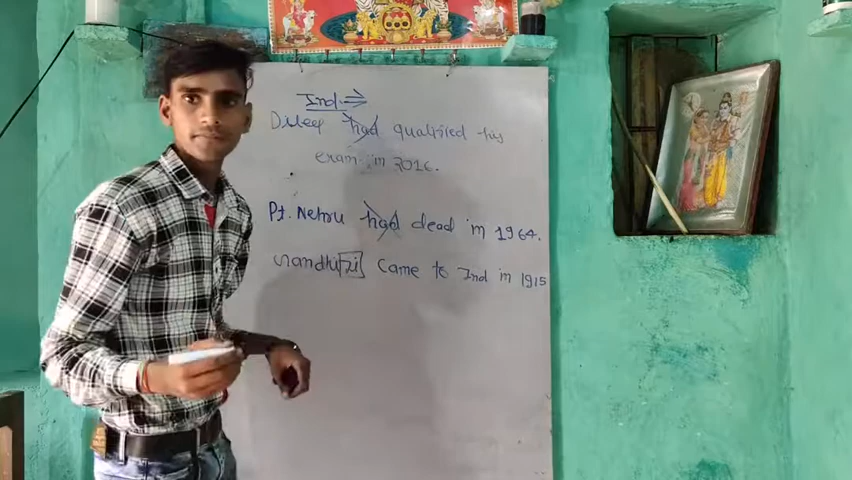 Ind ⇒
Dileep had qualified his
exam in 2016.
Pt. Nehru had dead in 1964.
Gandhi ji came to Ind in 1915